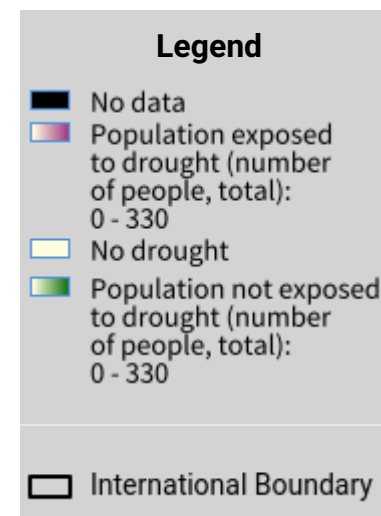 Legend
No data
Population exposed
to drought (number
of people, total):
0 - 330
No drought
Population not exposed
to drought (number
of people, total):
0 - 330
International Boundary